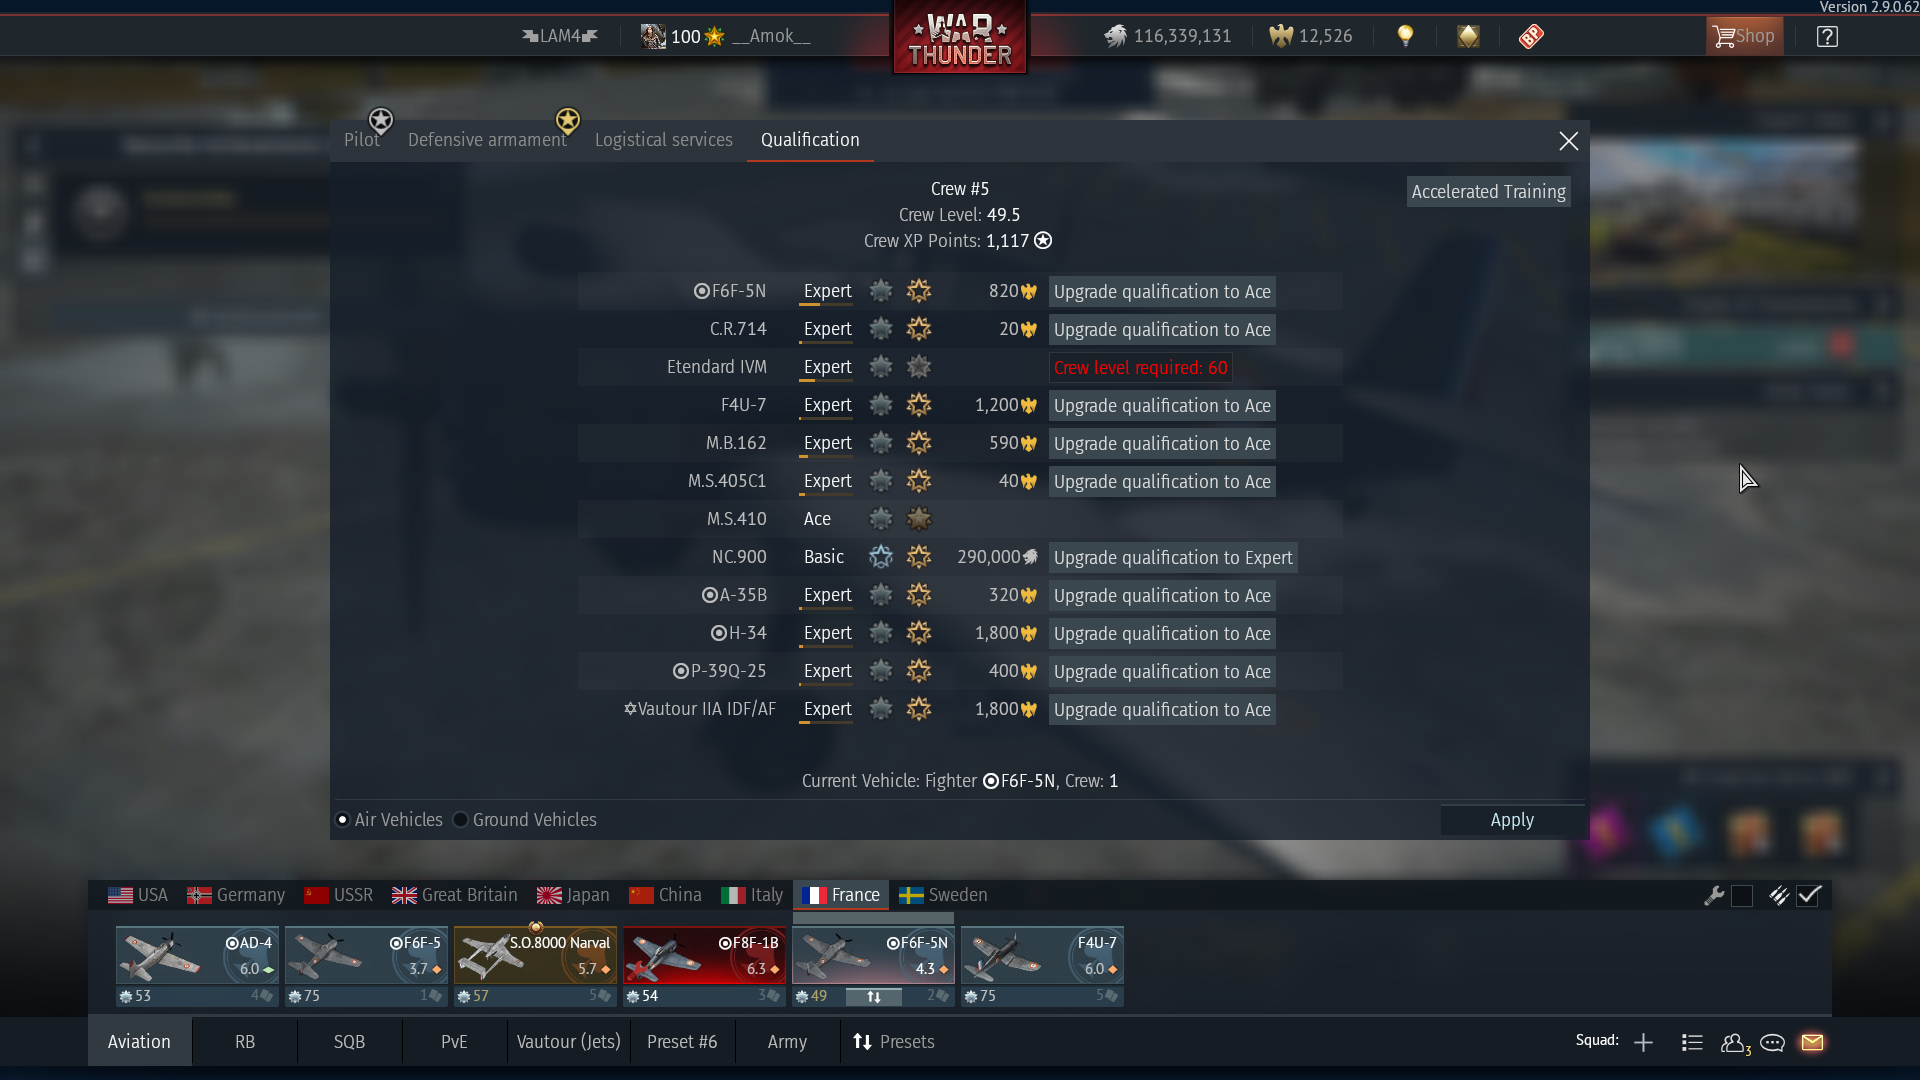 Version 2.9.0.62
LAM4 100 __Amok__ WAR THUNDER 116,339,131 12,526 BP Shop ?
Pilot Defensive armament Logistical services Qualification
Crew #5
Accelerated Training
Crew Level: 49.5
Crew XP Points: 1,117
F6F-5N Expert 820 Upgrade qualification to Ace
C.R.714 Expert 20 Upgrade qualification to Ace
Etendard IVM Expert Crew level required: 60
F4U-7 Expert 1,200 Upgrade qualification to Ace
M.B.162 Expert 590 Upgrade qualification to Ace
M.S.405C1 Expert 40 Upgrade qualification to Ace
M.S.410 Ace
NC.900 Basic 290,000 Upgrade qualification to Expert
A-35B Expert 320 Upgrade qualification to Ace
H-34 Expert 1,800 Upgrade qualification to Ace
P-39Q-25 Expert 400 Upgrade qualification to Ace
Vautour IIA IDF/AF Expert 1,800 Upgrade qualification to Ace
Current Vehicle: Fighter F6F-5N, Crew: 1
Air Vehicles Ground Vehicles Apply
USA Germany USSR Great Britain Japan China Italy France Sweden
AD-4 F6F-5 S.O.8000 Narval F8F-1B F6F-5N F4U-7
6.0 3.7 5.7 6.3 4.3 6.0
53 4 75 1 57 5 54 3 49 2 75 5
Aviation RB SQB PvE Vautour (Jets) Preset #6 Army Presets Squad: 3